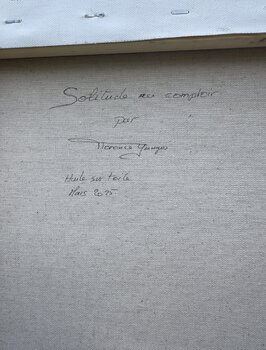 Solitude au comptoir
par
Florence
Huile sur toile
Mars 2025